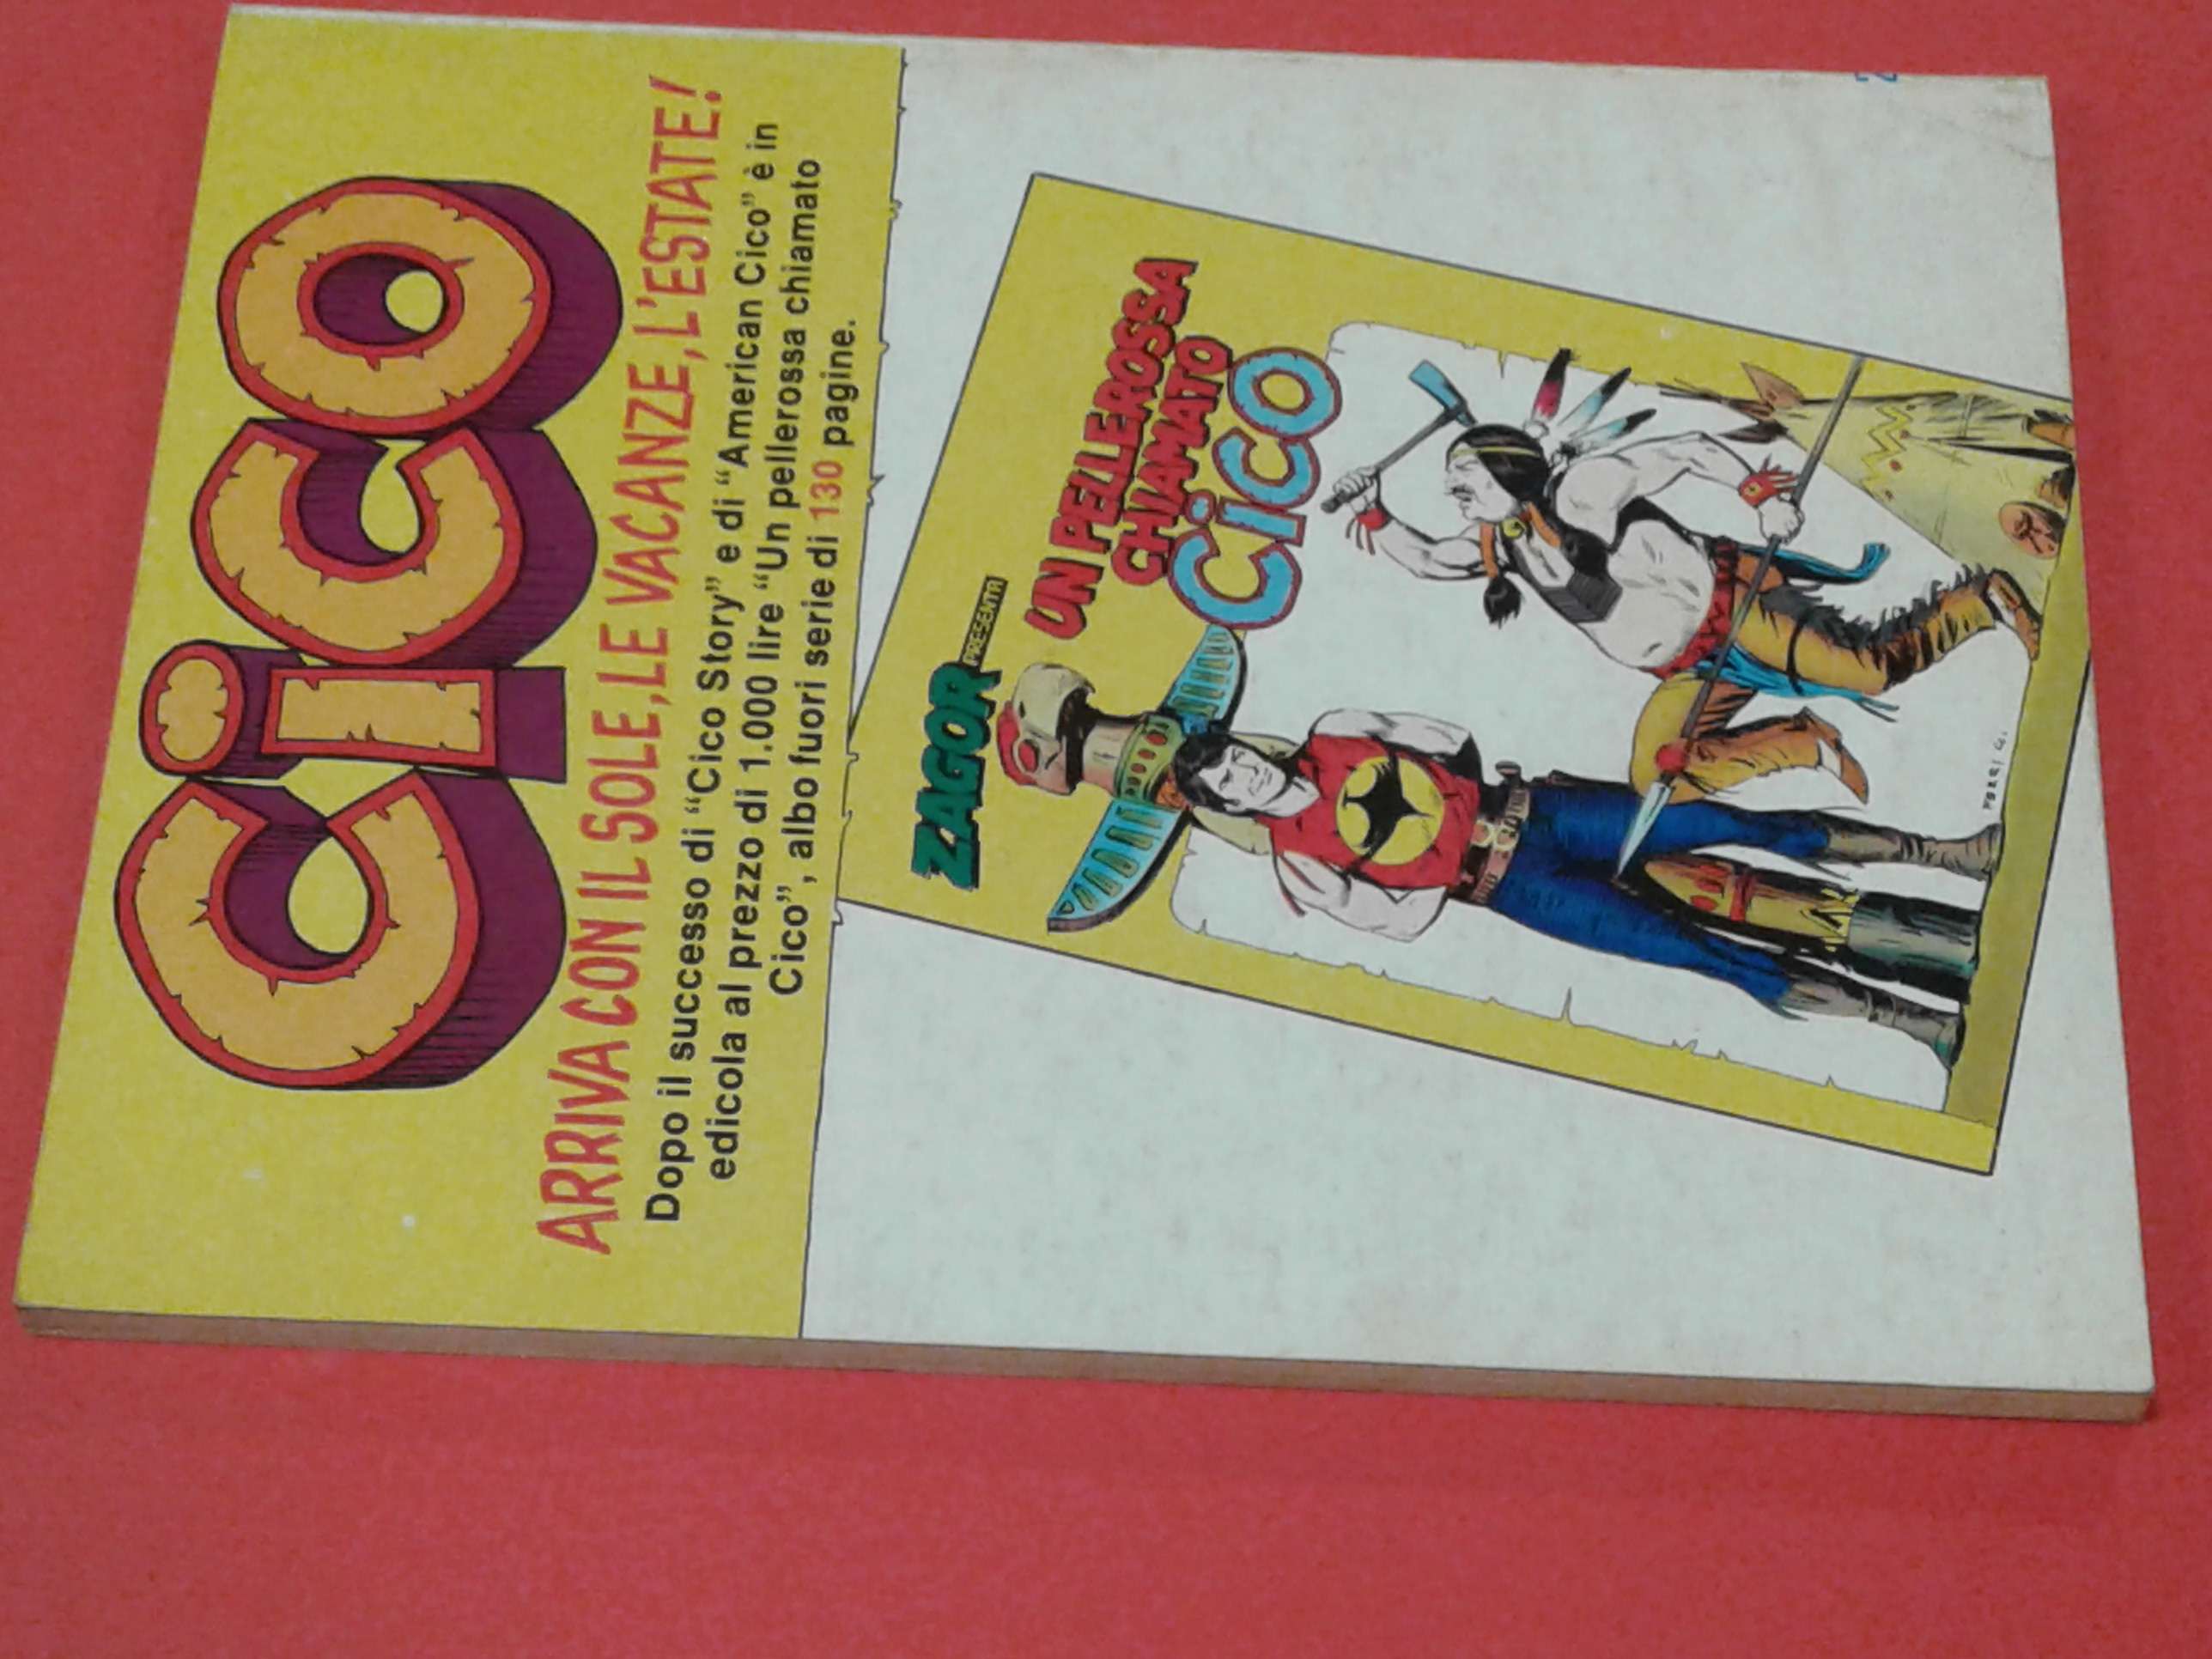 CiCO
ARRIVA CON IL SOLE, LE VACANZE, L'ESTATE!
Dopo il successo di “Cico Story” e di “American Cico” è in
edicola al prezzo di 1.000 lire “Un pellerossa chiamato
Cico”, albo fuori serie di 130 pagine.
ZAGOR
PRESENTA
UN PELLEROSSA
CHIAMATO
CiCO